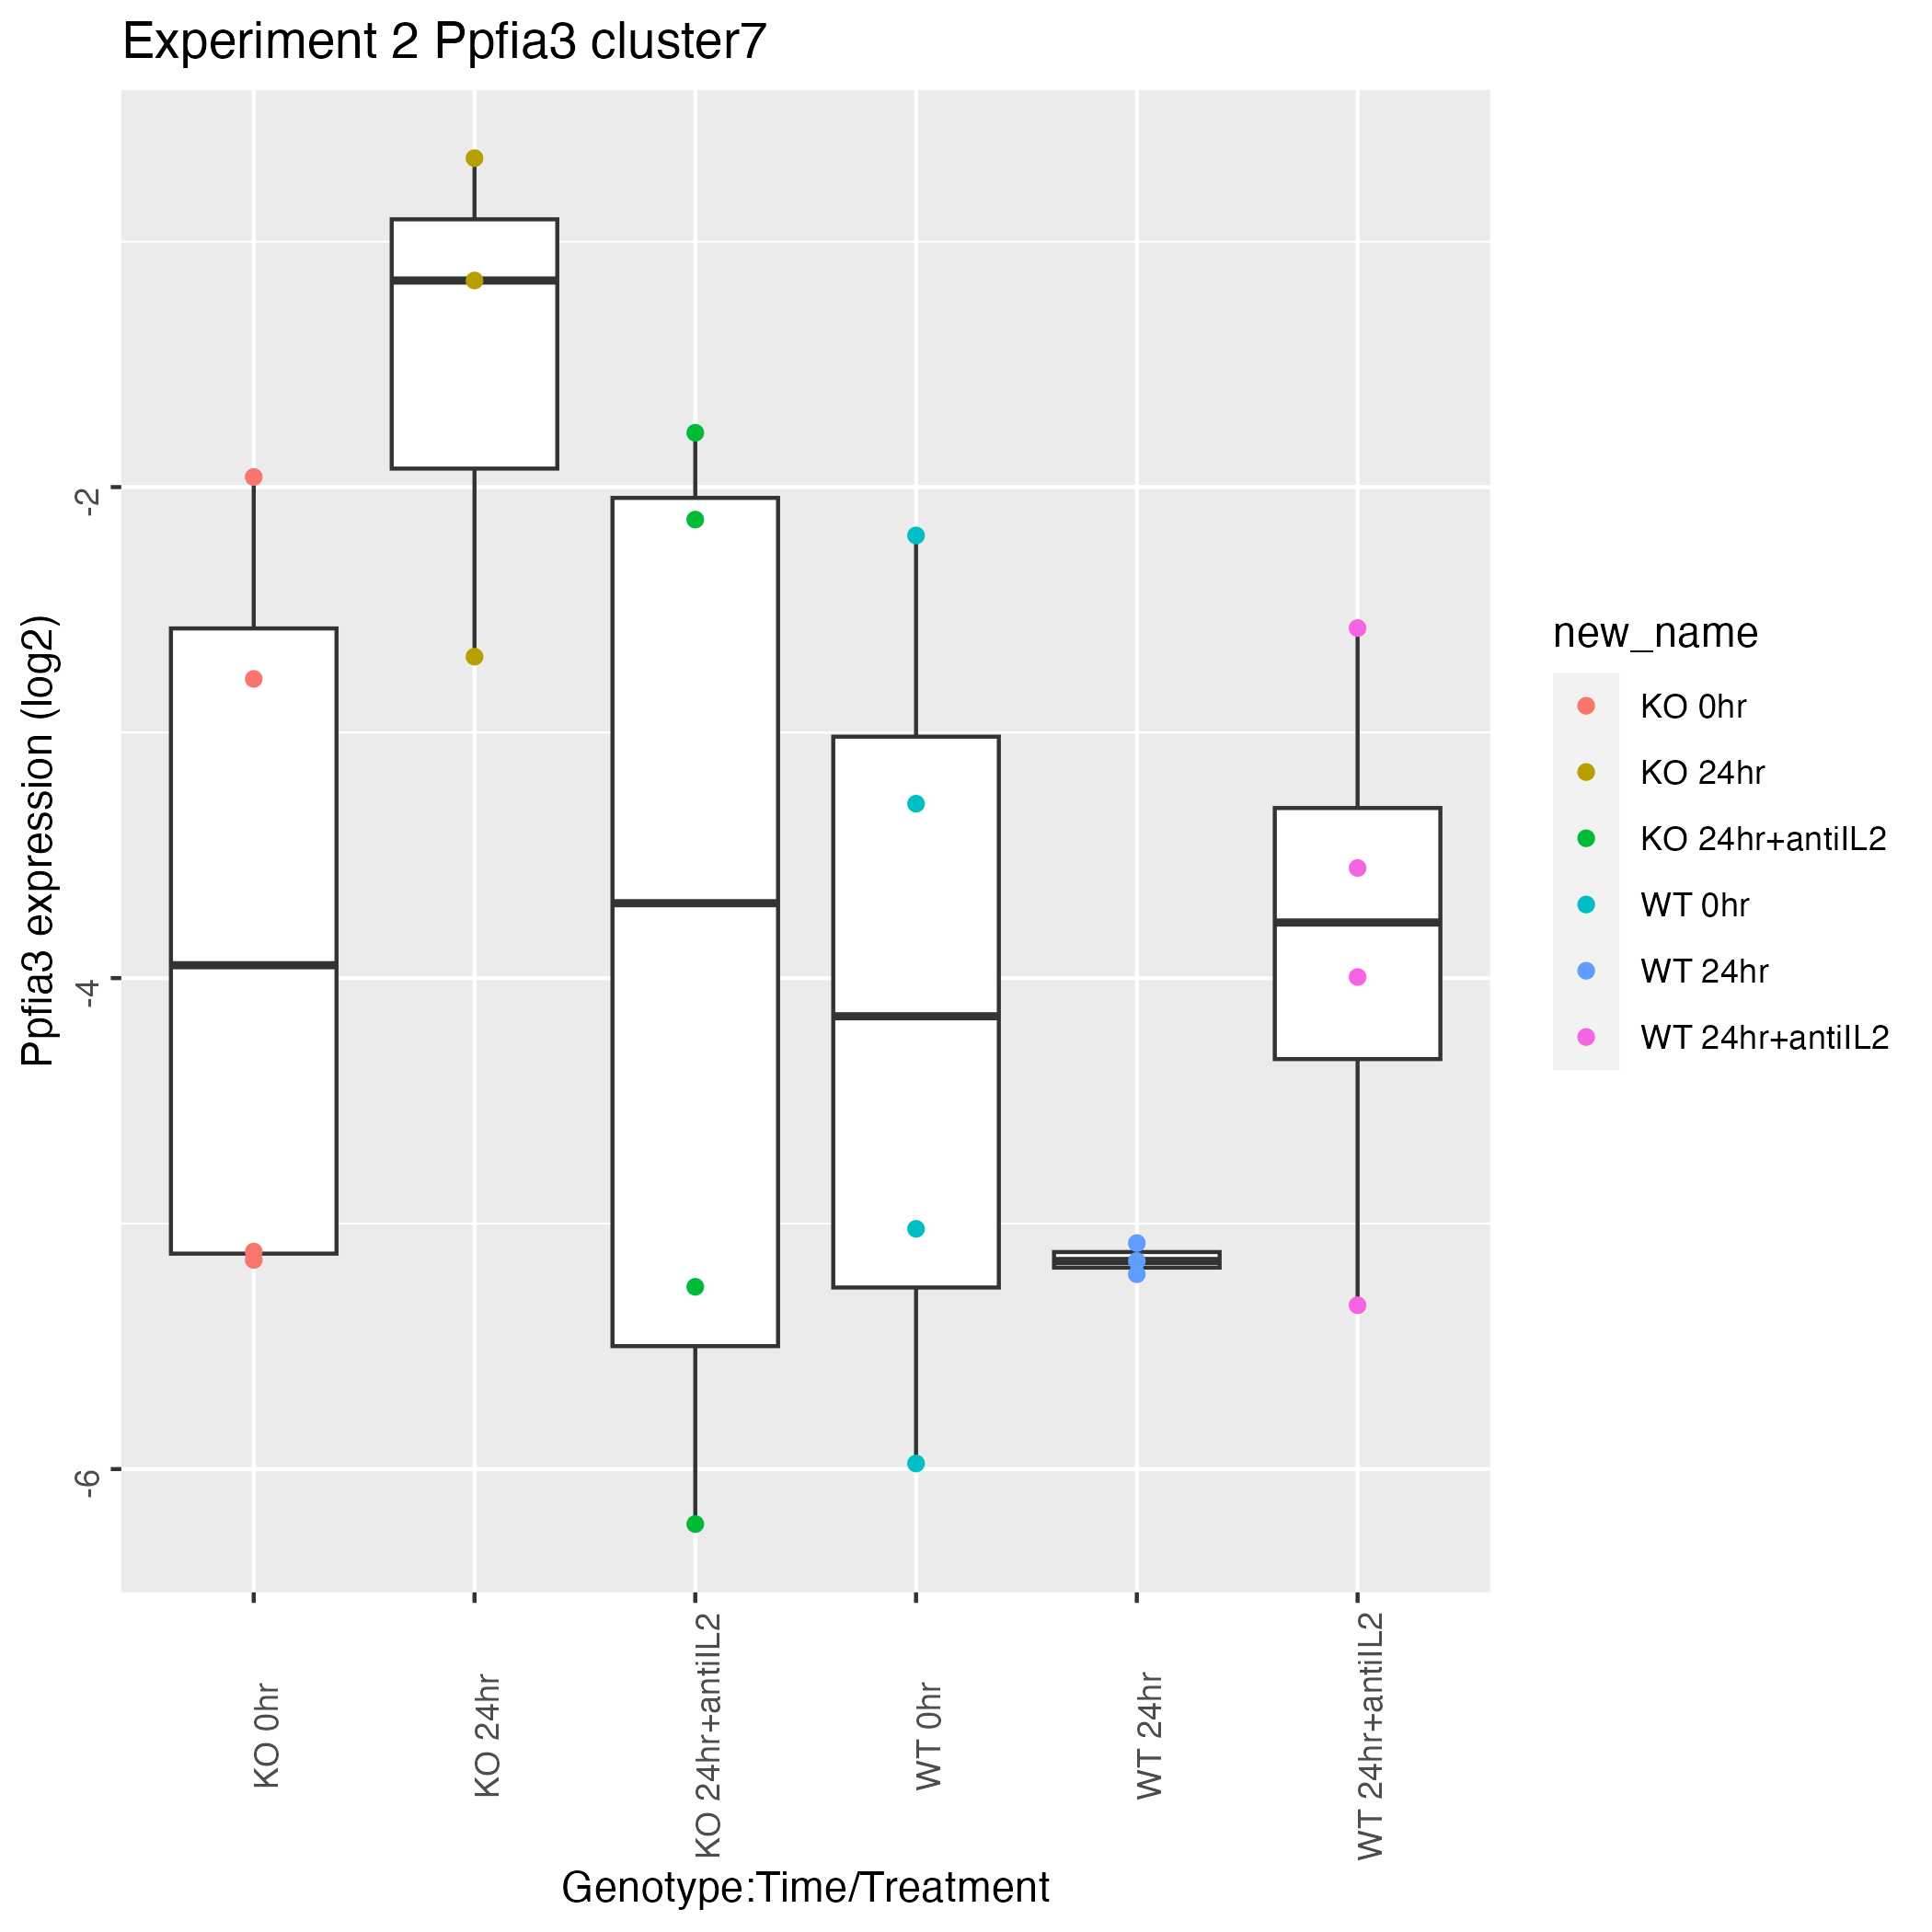 Experiment 2 Ppfia3 cluster7
Ppfia3 expression (log2)
-2
-4
-6
KO 0hr
KO 24hr
KO 24hr+antiIL2
WT 0hr
WT 24hr
WT 24hr+antiIL2
Genotype:Time/Treatment
new_name
KO 0hr
KO 24hr
KO 24hr+antiIL2
WT 0hr
WT 24hr
WT 24hr+antiIL2